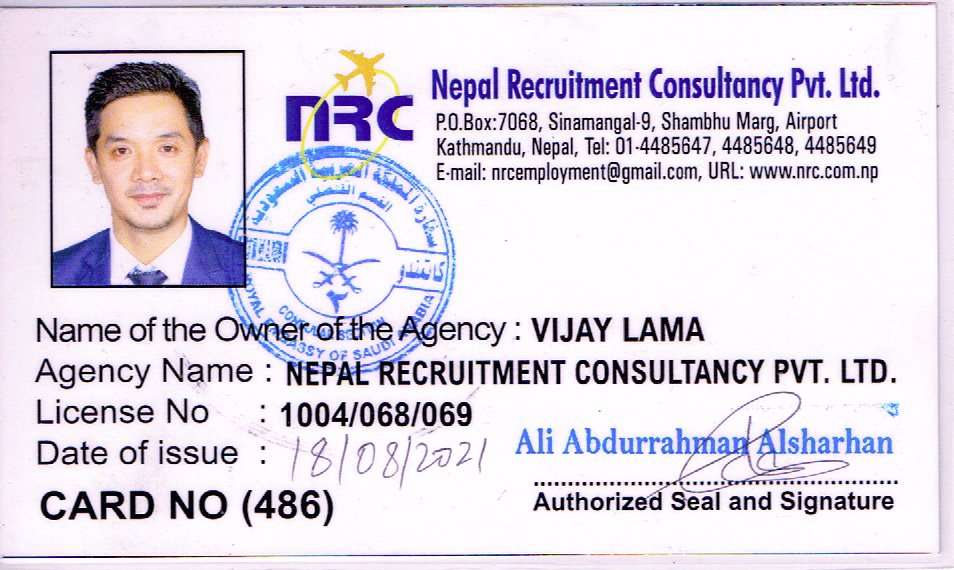 NRC
Nepal Recruitment Consultancy Pvt. Ltd.
P.O.Box:7068, Sinamangal-9, Shambhu Marg, Airport
Kathmandu, Nepal, Tel: 01-4485647, 4485648, 4485649
E-mail: nrcemployment@gmail.com, URL: www.nrc.com.np
سفارة المملكة العربية السعودية
القسم القنصلي
كاتمندو
CONSULAR SECTION
ROYAL EMBASSY OF SAUDI ARABIA
Name of the Owner of the Agency : VIJAY LAMA
Agency Name : NEPAL RECRUITMENT CONSULTANCY PVT. LTD.
License No : 1004/068/069
Date of issue : 18/08/2021
Ali Abdurrahman Alsharhan
CARD NO (486)
Authorized Seal and Signature